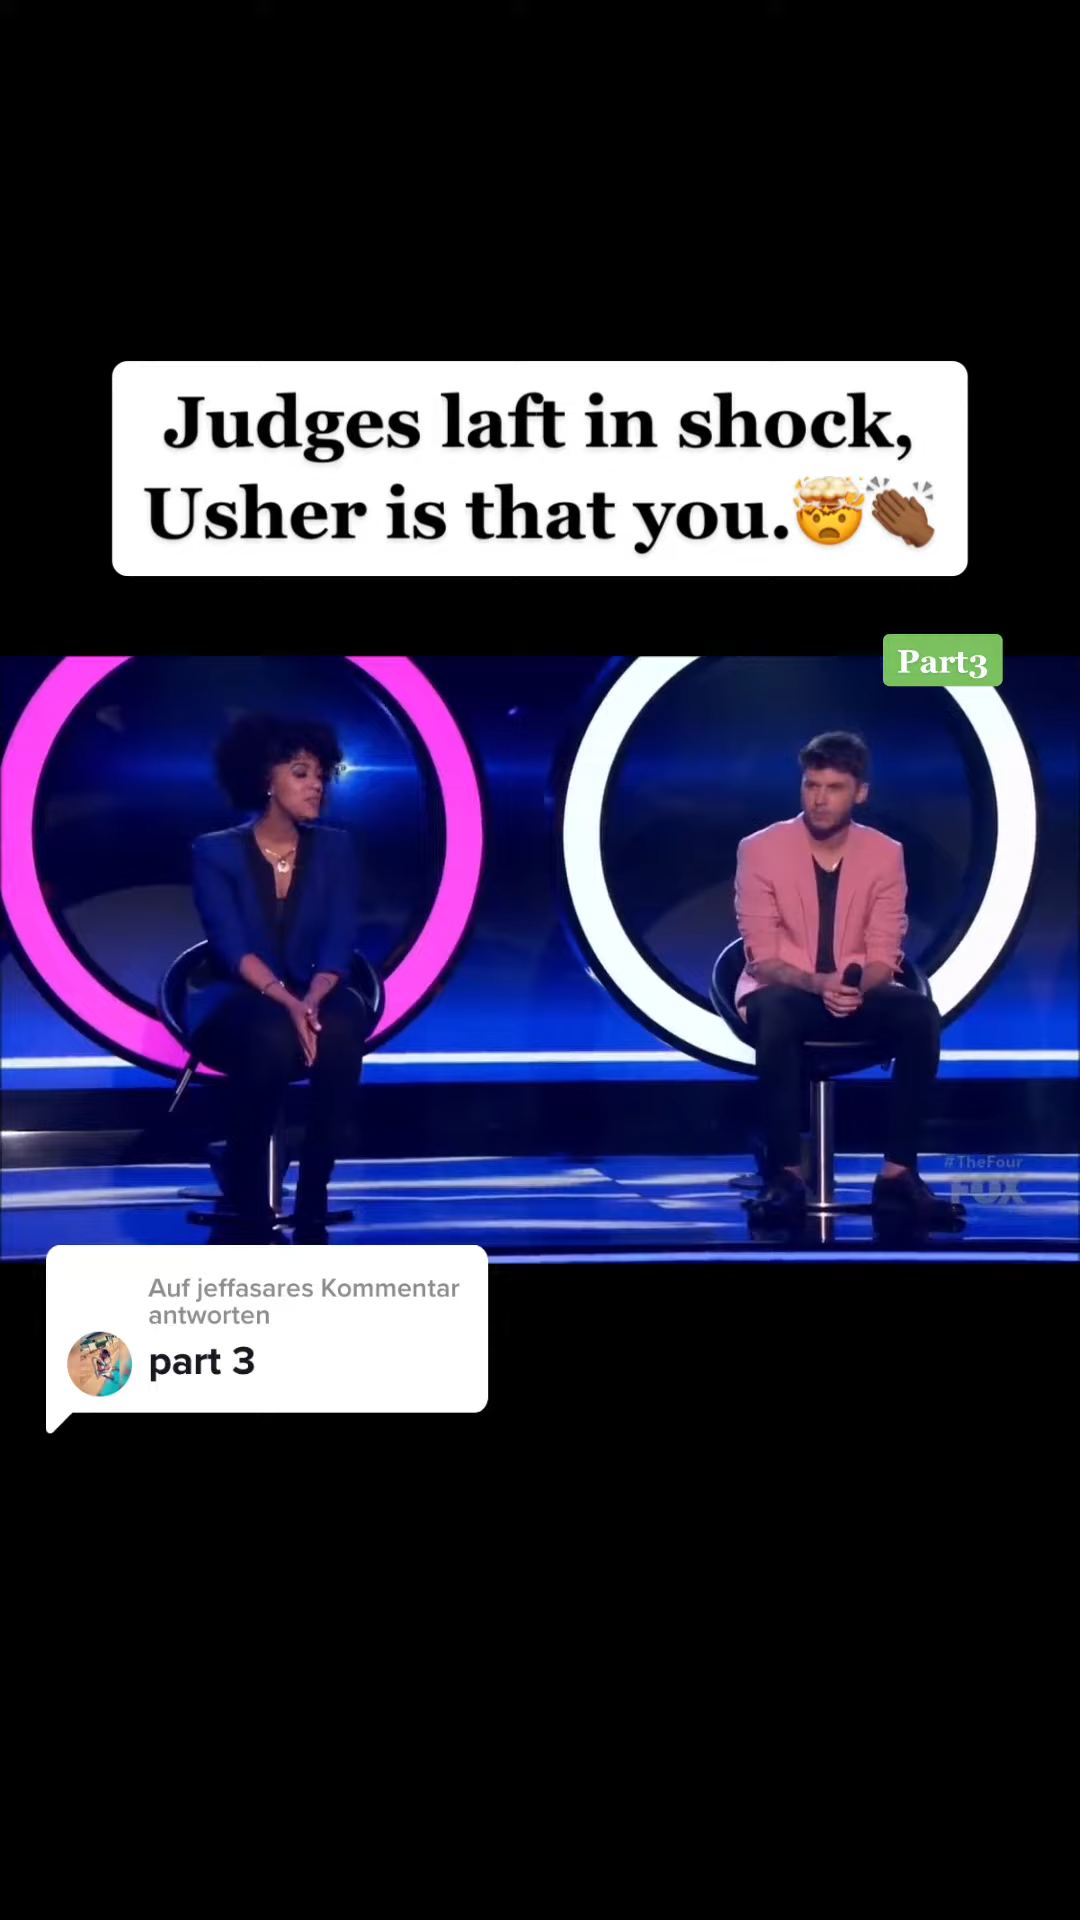 Judges laft in shock,
Usher is that you.🤯👏🏾
Part3
#TheFour
FOX
Auf jeffasares Kommentar
antworten
part 3